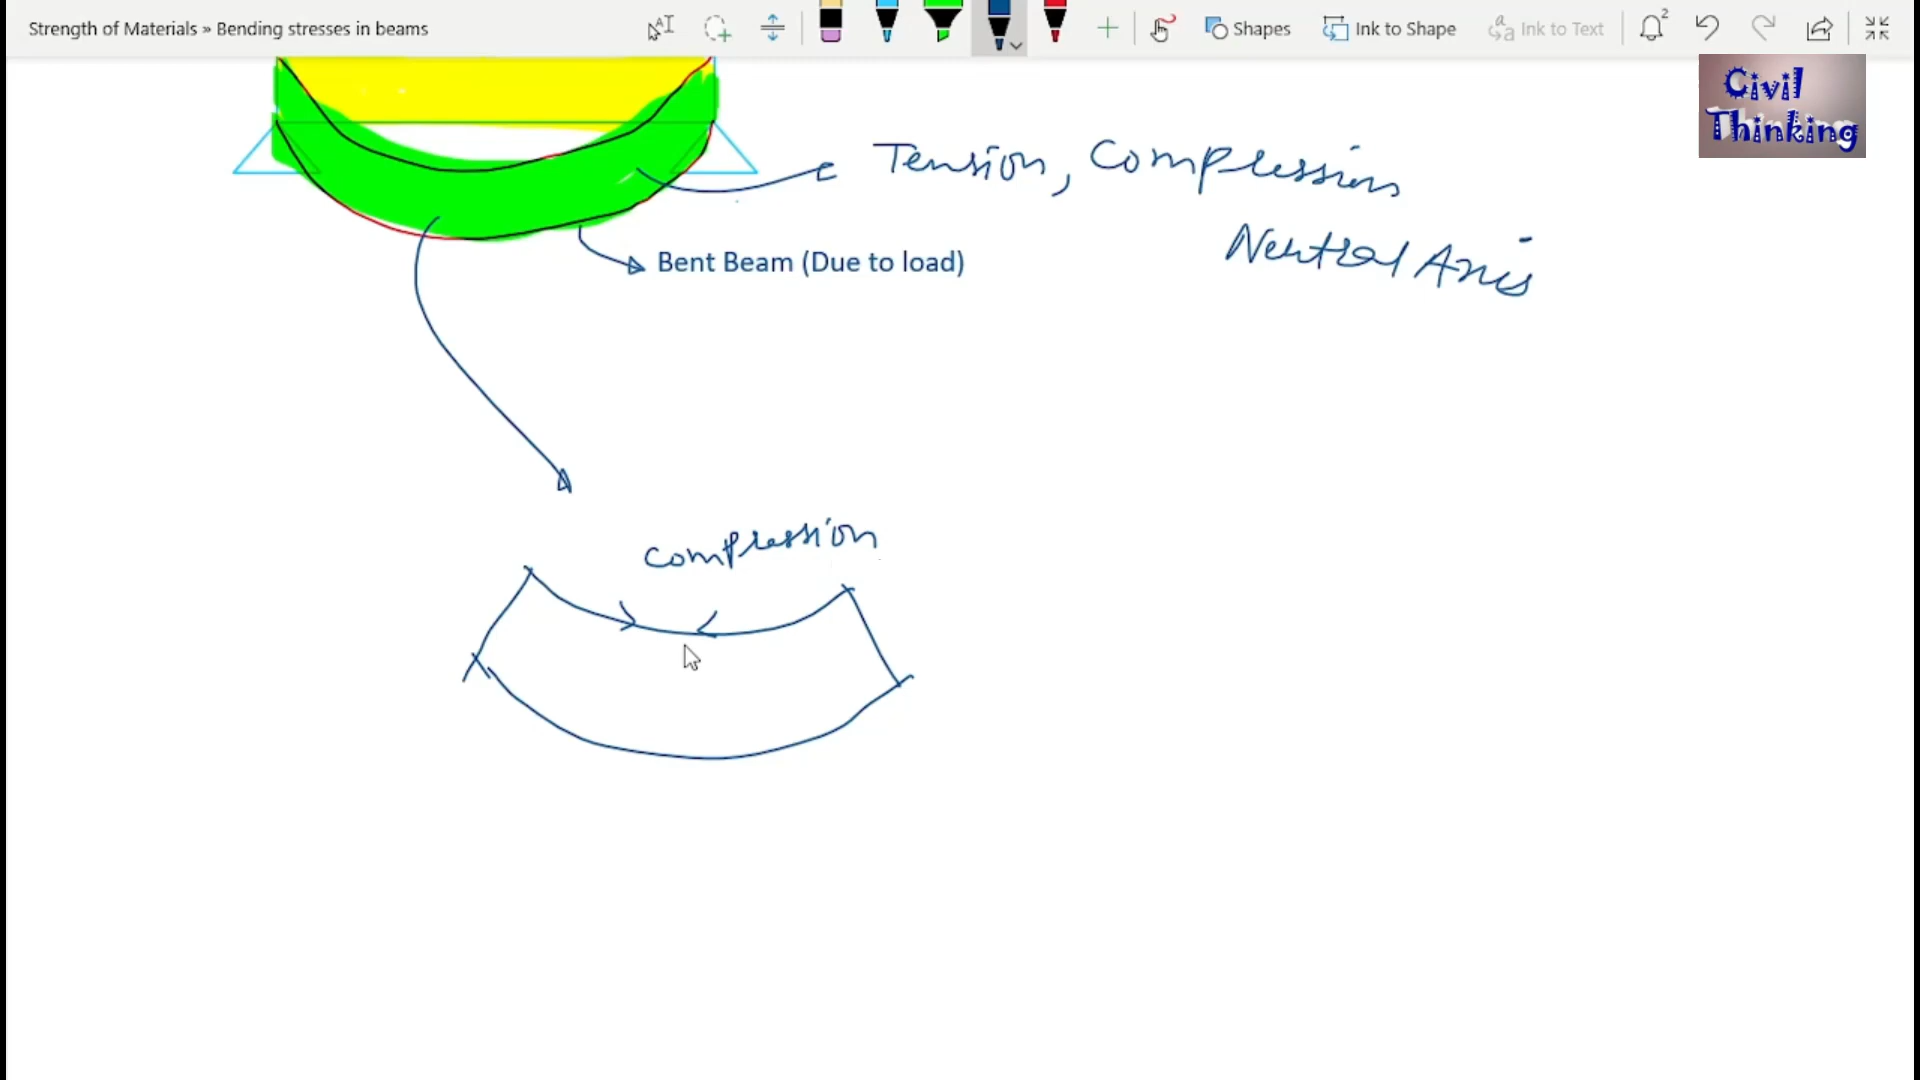 Strength of Materials » Bending stresses in beams
Shapes
Ink to Shape
Ink to Text
2
Civil
Thinking
Tension, Compression
Neutral Axis
Bent Beam (Due to load)
compression